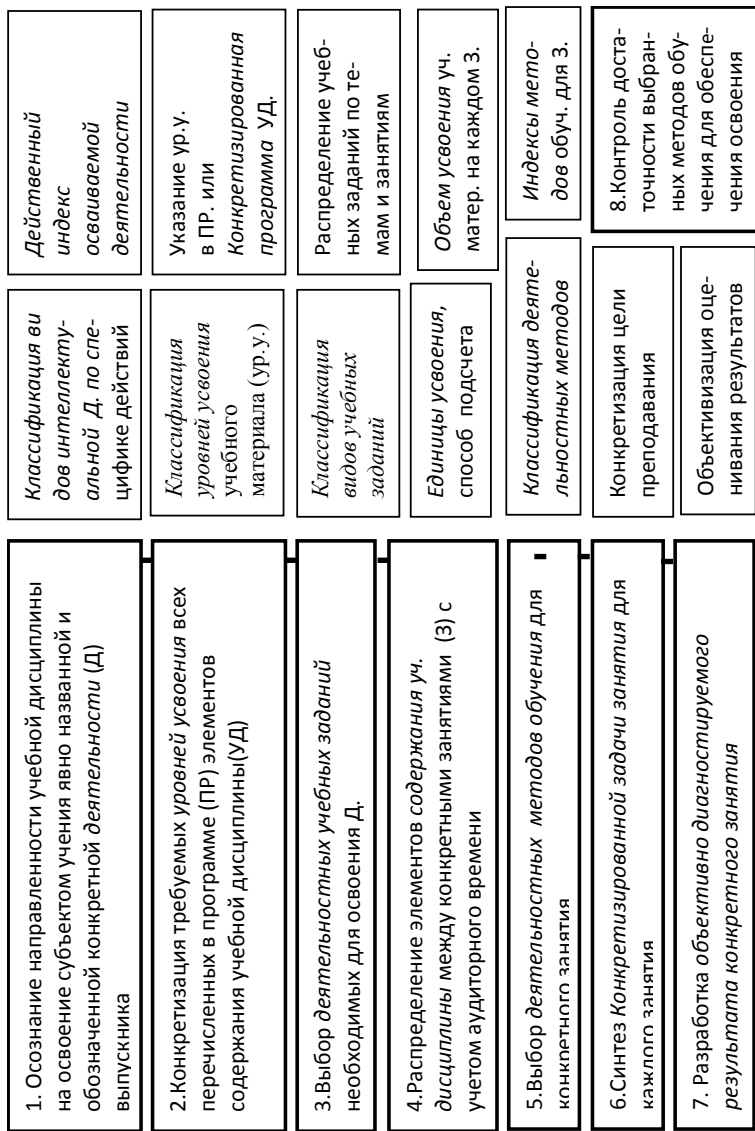 1. Осознание направленности учебной дисциплины
на освоение субъектом учения явно названной и
обозначенной конкретной деятельности (Д)
выпускника
Классификация ви
дов интеллекту-
альной Д. по спе-
цифике действий
Действенный
индекс
осваиваемой
деятельности
2.Конкретизация требуемых уровней усвоения всех
перечисленных в программе (ПР) элементов
содержания учебной дисциплины(УД)
Классификация
уровней усвоения
учебного
материала (ур.у.)
Указание ур.у.
в ПР. или
Конкретизированная
программа УД.
3.Выбор деятельностных учебных заданий
необходимых для освоения Д.
Классификация
видов учебных
заданий
Распределение учеб-
ных заданий по те-
мам и занятиям
4.Распределение элементов содержания уч.
дисциплины между конкретными занятиями (З) с
учетом аудиторного времени
Единицы усвоения,
способ подсчета
Объем усвоения уч.
матер. на каждом З.
5.Выбор деятельностных методов обучения для
конкретного занятия
Классификация деяте-
льностных методов
Индексы мето-
дов обуч. для З.
6.Синтез Конкретизированной задачи занятия для
каждого занятия
Конкретизация цели
преподавания
7. Разработка объективно диагностируемого
результата конкретного занятия
Объективизация оце-
нивания результатов
8.Контроль доста-
точности выбран-
ных методов обу-
чения для обеспе-
чения освоения